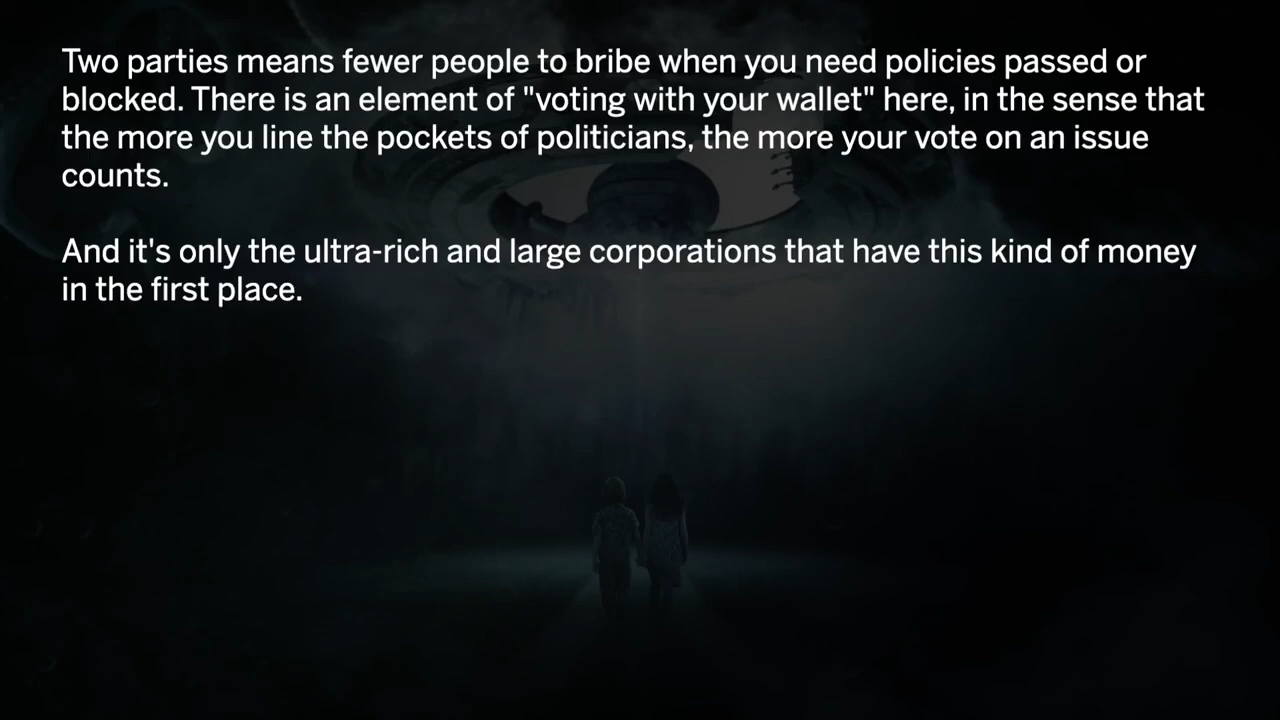 Two parties means fewer people to bribe when you need policies passed or
blocked. There is an element of "voting with your wallet" here, in the sense that
the more you line the pockets of politicians, the more your vote on an issue
counts.
And it's only the ultra-rich and large corporations that have this kind of money
in the first place.